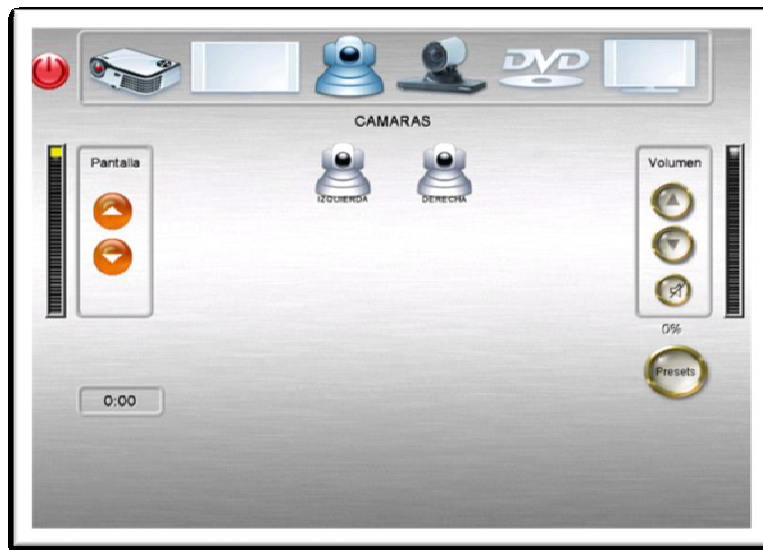 DVD
CAMARAS
Pantalla
Volumen
IZQUIERDA
DERECHA
0%
Presets
0:00